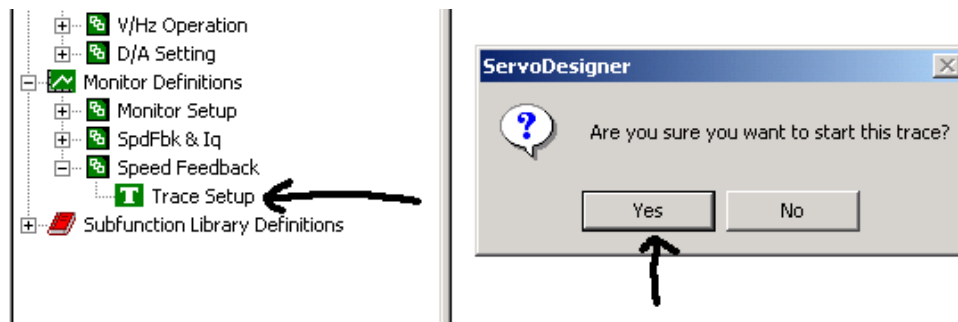 V/Hz Operation
D/A Setting
Monitor Definitions
Monitor Setup
SpdFbk & Iq
Speed Feedback
T Trace Setup
Subfunction Library Definitions
ServoDesigner
Are you sure you want to start this trace?
Yes No